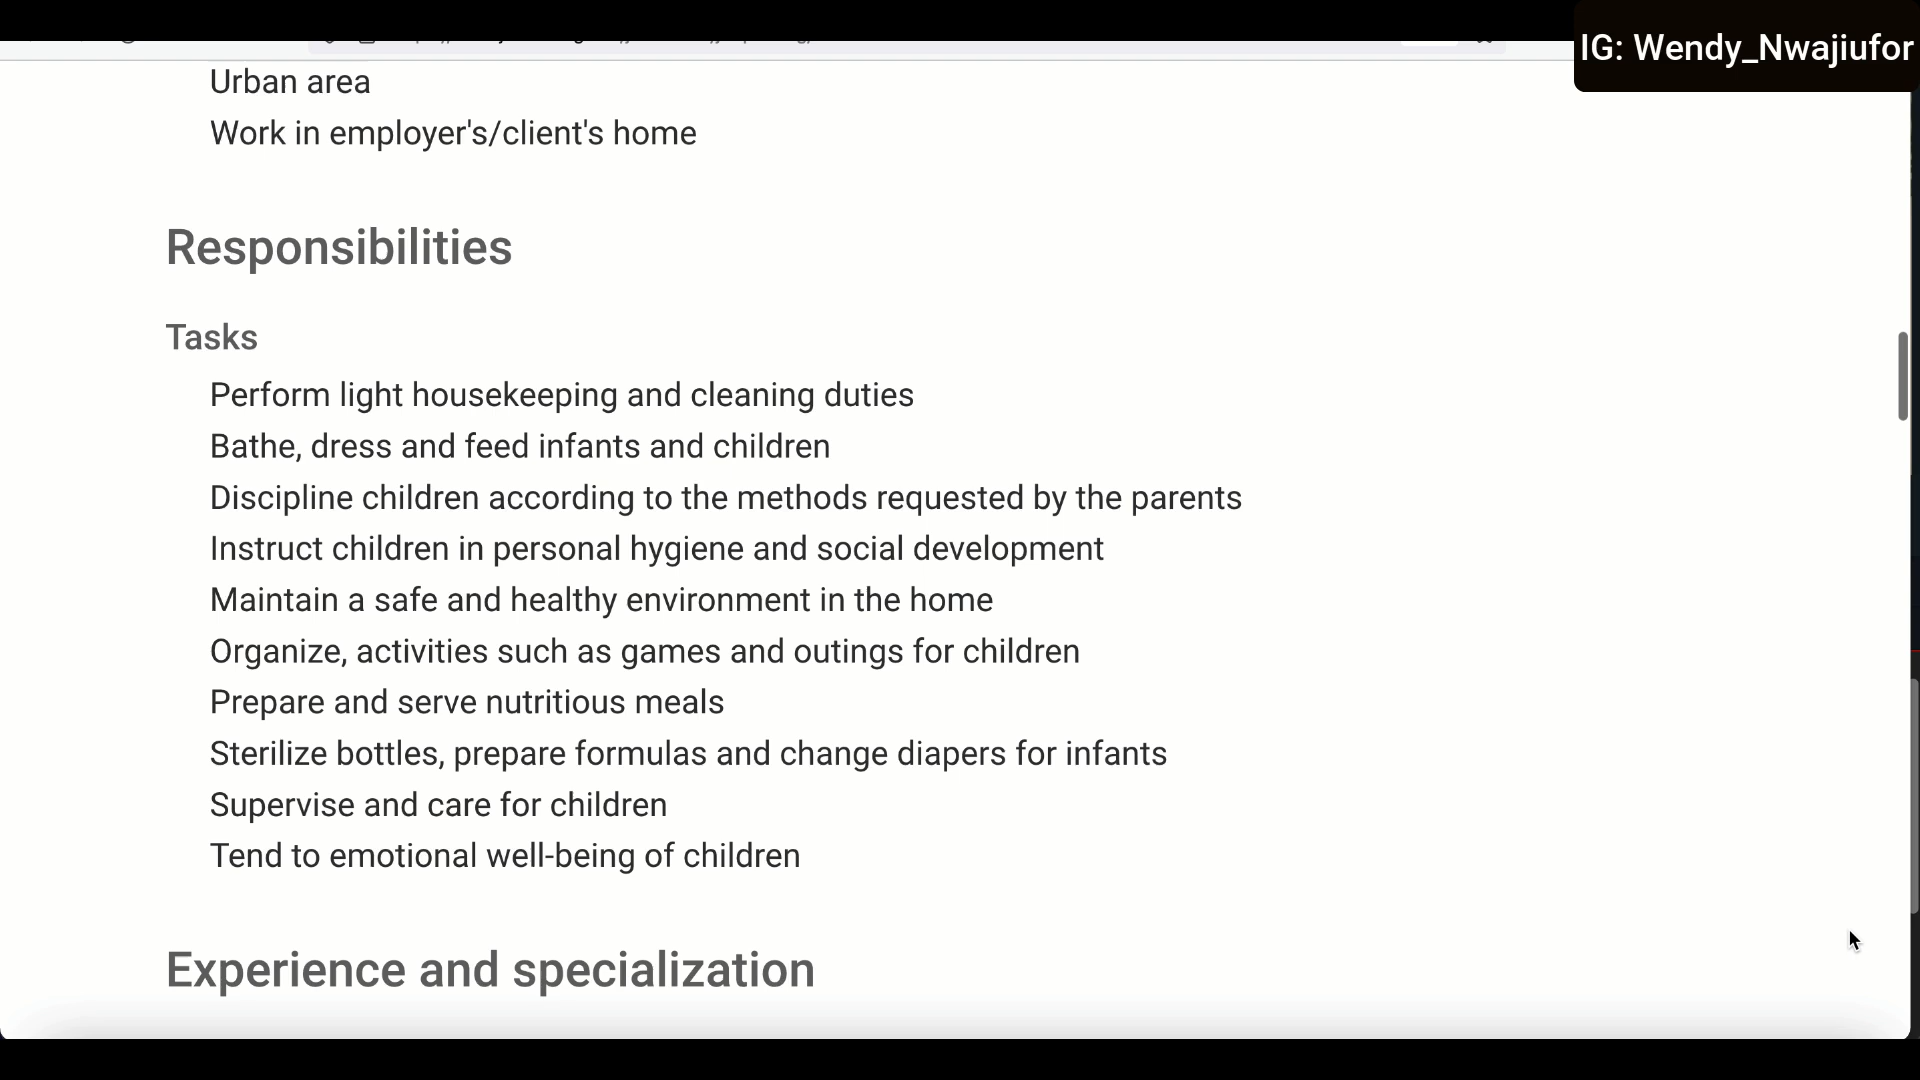 IG: Wendy_Nwajiufor
Urban area
Work in employer's/client's home
Responsibilities
Tasks
Perform light housekeeping and cleaning duties
Bathe, dress and feed infants and children
Discipline children according to the methods requested by the parents
Instruct children in personal hygiene and social development
Maintain a safe and healthy environment in the home
Organize, activities such as games and outings for children
Prepare and serve nutritious meals
Sterilize bottles, prepare formulas and change diapers for infants
Supervise and care for children
Tend to emotional well-being of children
Experience and specialization